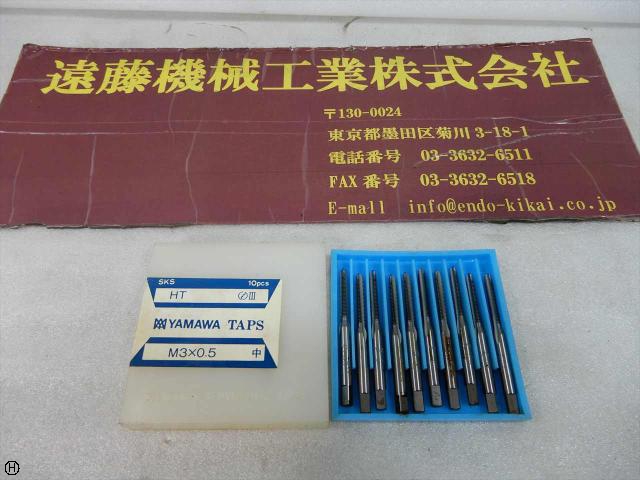 遠藤機械工業株式会社
〒130-0024
東京都墨田区菊川 3-18-1
電話番号 03-3632-6511
FAX 番号 03-3632-6518
E-mail info@endo-kikai.co.jp
SKS 10pcs
HT III
YAMAWA TAPS
M3×0.5 中
H